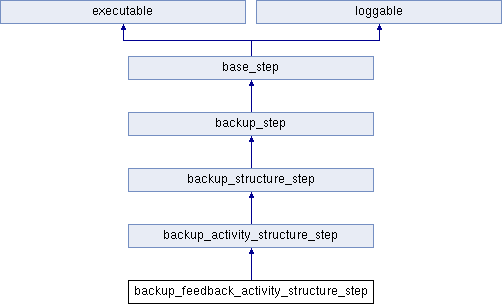 executable
loggable
base_step
backup_step
backup_structure_step
backup_activity_structure_step
backup_feedback_activity_structure_step